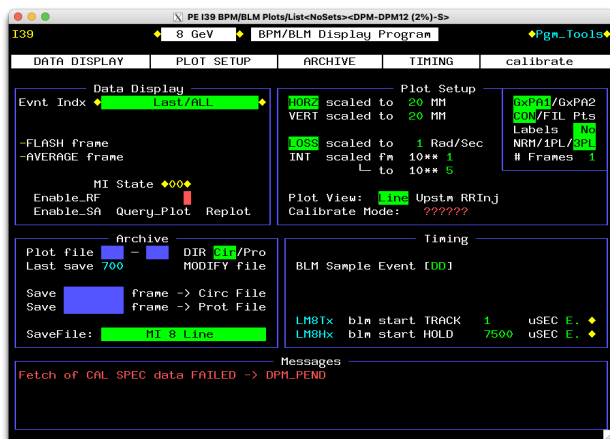 PE I39 BPM/BLM Plots/List<NoSets><DPM-DPM12 (2%)-S>
I39 ◆ 8 GeV ◆ BPM/BLM Display Program ◆Pgm_Tools◆
DATA DISPLAY PLOT SETUP ARCHIVE TIMING calibrate
Data Display
Evnt Indx ◆ Last/ALL ◆
-FLASH frame
-AVERAGE frame
MI State ◆00◆
Enable_RF
Enable_SA Query_Plot Replot
Plot Setup
HORZ scaled to 20 MM
VERT scaled to 20 MM
LOSS scaled to 1 Rad/Sec
INT scaled fm 10** 1
to 10** 5
Plot View: Line Upstm RRInj
Calibrate Mode: ??????
GxPA1/GxPA2
CON/FIL Pts
Labels No
NRM/1PL/3PL
# Frames 1
Archive
Plot file - DIR Cir/Pro
Last save 700 MODIFY file
Save frame -> Circ File
Save frame -> Prot File
SaveFile: MI 8 Line
Timing
BLM Sample Event [DD]
LM8Tx blm start TRACK 1 uSEC E. ◆
LM8Hx blm start HOLD 7500 uSEC E. ◆
Messages
Fetch of CAL SPEC data FAILED -> DPM_PEND